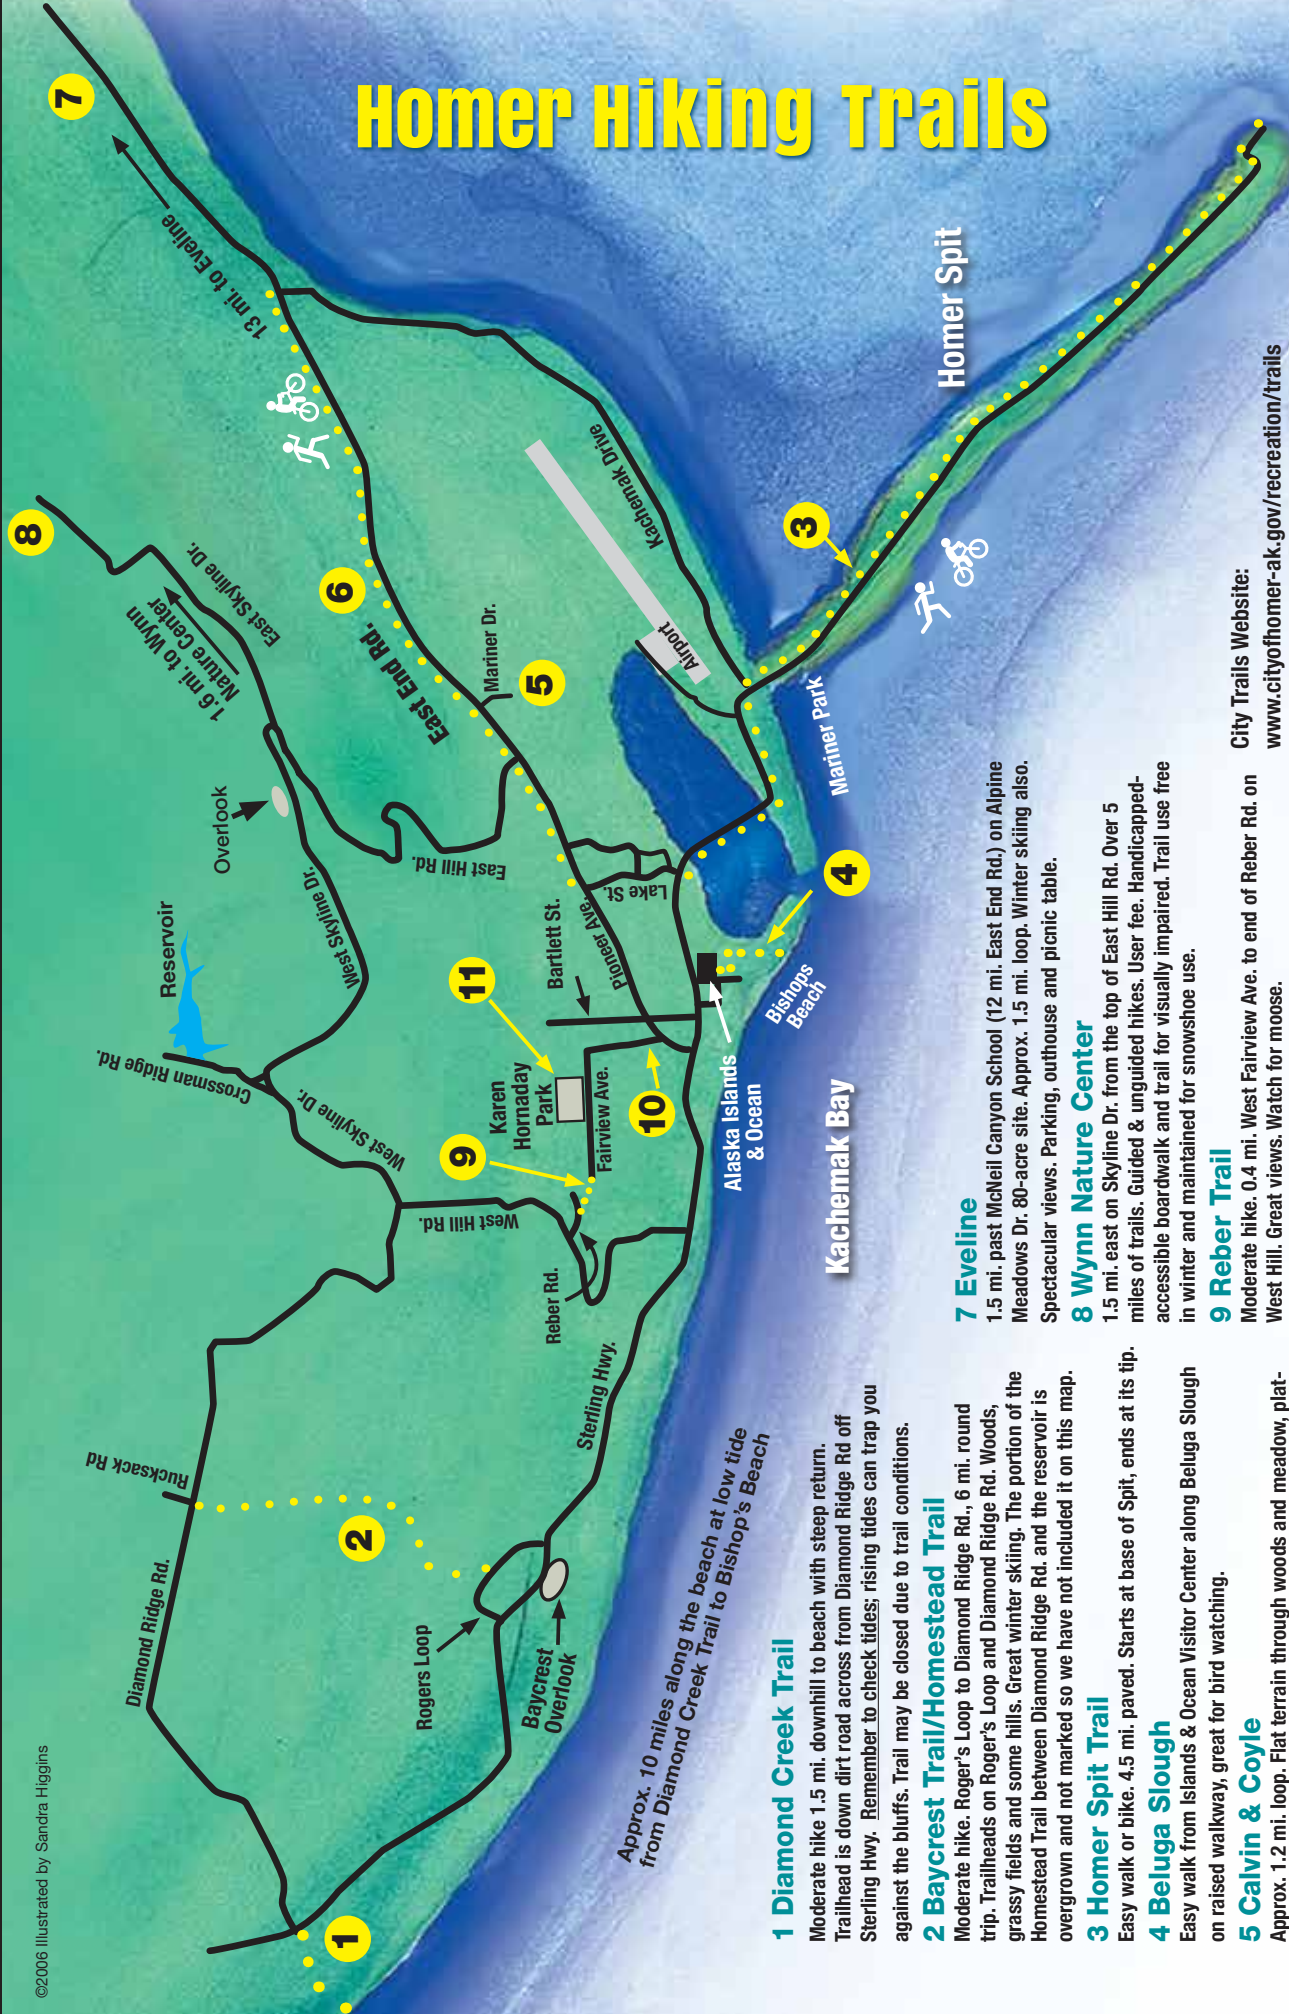 Homer Hiking Trails
©2006 Illustrated by Sandra Higgins
7
13 mi. to Eveline
8
1.6 mi. to Wynn
Nature Center
East Skyline Dr.
6
East End Rd.
Mariner Dr.
5
Kachemak Drive
Airport
Homer Spit
3
Mariner Park
Overlook
West Skyline Dr.
East Hill Rd.
Lake St.
Reservoir
Crossman Ridge Rd.
West Skyline Dr.
Bartlett St.
Pioneer Ave.
11
Karen
Hornaday
Park
Fairview Ave.
10
9
4
Bishops
Beach
Alaska Islands
& Ocean
Kachemak Bay
West Hill Rd.
Reber Rd.
Sterling Hwy.
Rucksack Rd
2
Diamond Ridge Rd.
Rogers Loop
Baycrest
Overlook
1
Approx. 10 miles along the beach at low tide
from Diamond Creek Trail to Bishop's Beach
1 Diamond Creek Trail
Moderate hike 1.5 mi. downhill to beach with steep return.
Trailhead is down dirt road across from Diamond Ridge Rd off
Sterling Hwy. Remember to check tides; rising tides can trap you
against the bluffs. Trail may be closed due to trail conditions.
2 Baycrest Trail/Homestead Trail
Moderate hike. Roger's Loop to Diamond Ridge Rd., 6 mi. round
trip. Trailheads on Roger's Loop and Diamond Ridge Rd. Woods,
grassy fields and some hills. Great winter skiing. The portion of the
Homestead Trail between Diamond Ridge Rd. and the reservoir is
overgrown and not marked so we have not included it on this map.
3 Homer Spit Trail
Easy walk or bike. 4.5 mi. paved. Starts at base of Spit, ends at its tip.
4 Beluga Slough
Easy walk from Islands & Ocean Visitor Center along Beluga Slough
on raised walkway, great for bird watching.
5 Calvin & Coyle
Approx. 1.2 mi. loop. Flat terrain through woods and meadow, plat-
7 Eveline
1.5 mi. past McNeil Canyon School (12 mi. East End Rd.) on Alpine
Meadows Dr. 80-acre site. Approx. 1.5 mi. loop. Winter skiing also.
Spectacular views. Parking, outhouse and picnic table.
8 Wynn Nature Center
1.5 mi. east on Skyline Dr. from the top of East Hill Rd. Over 5
miles of trails. Guided & unguided hikes. User fee. Handicapped-
accessible boardwalk and trail for visually impaired. Trail use free
in winter and maintained for snowshoe use.
9 Reber Trail
Moderate hike. 0.4 mi. West Fairview Ave. to end of Reber Rd. on
West Hill. Great views. Watch for moose.
City Trails Website:
www.cityofhomer-ak.gov/recreation/trails